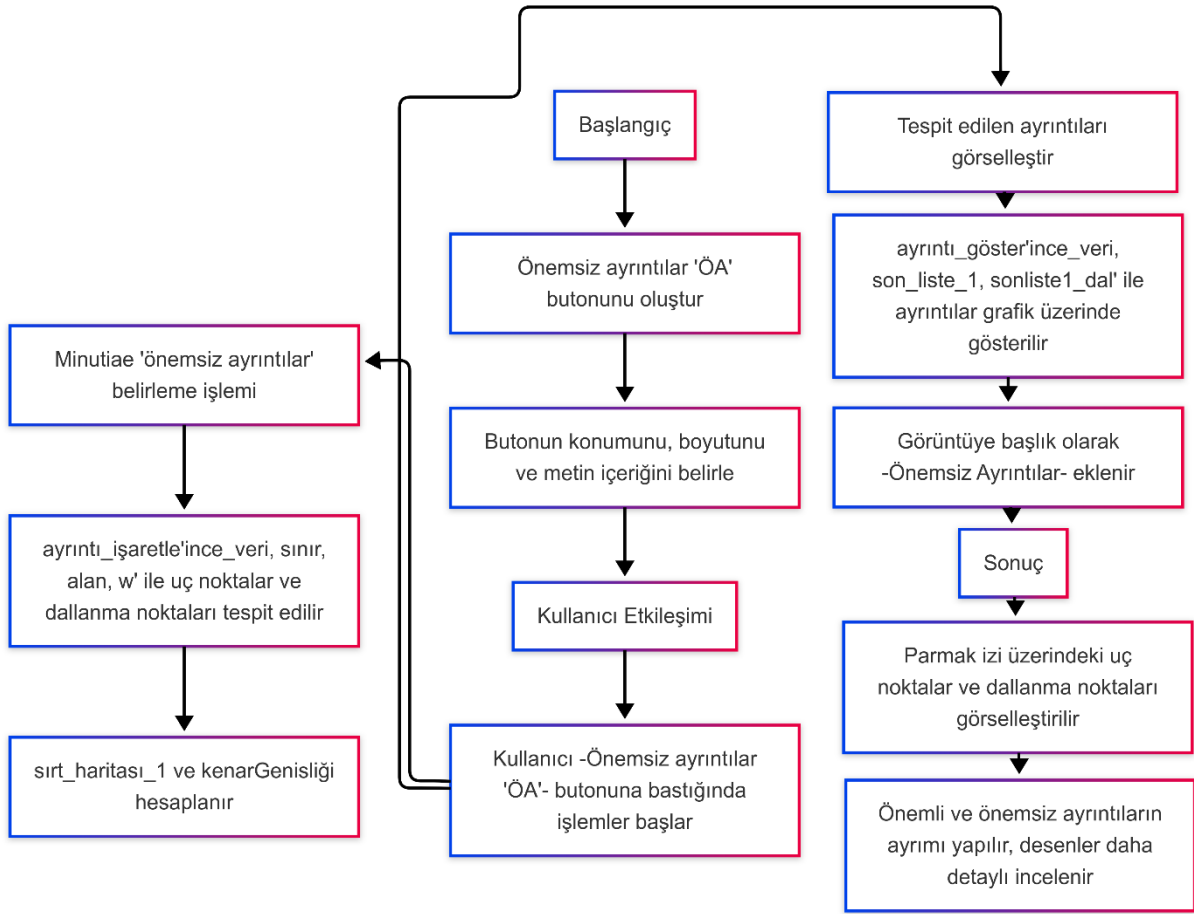 Başlangıç
Önemsiz ayrıntılar 'ÖA'
butonunu oluştur
Butonun konumunu, boyutunu
ve metin içeriğini belirle
Kullanıcı Etkileşimi
Kullanıcı -Önemsiz ayrıntılar
'ÖA'- butonuna bastığında
işlemler başlar
Minutiae 'önemsiz ayrıntılar'
belirleme işlemi
ayrıntı_işaretle'ince_veri, sınır,
alan, w' ile uç noktalar ve
dallanma noktaları tespit edilir
sırt_haritası_1 ve kenarGenisliği
hesaplanır
Tespit edilen ayrıntıları
görselleştir
ayrıntı_göster'ince_veri,
son_liste_1, sonliste1_dal' ile
ayrıntılar grafik üzerinde
gösterilir
Görüntüye başlık olarak
-Önemsiz Ayrıntılar- eklenir
Sonuç
Parmak izi üzerindeki uç
noktalar ve dallanma noktaları
görselleştirilir
Önemli ve önemsiz ayrıntıların
ayrımı yapılır, desenler daha
detaylı incelenir